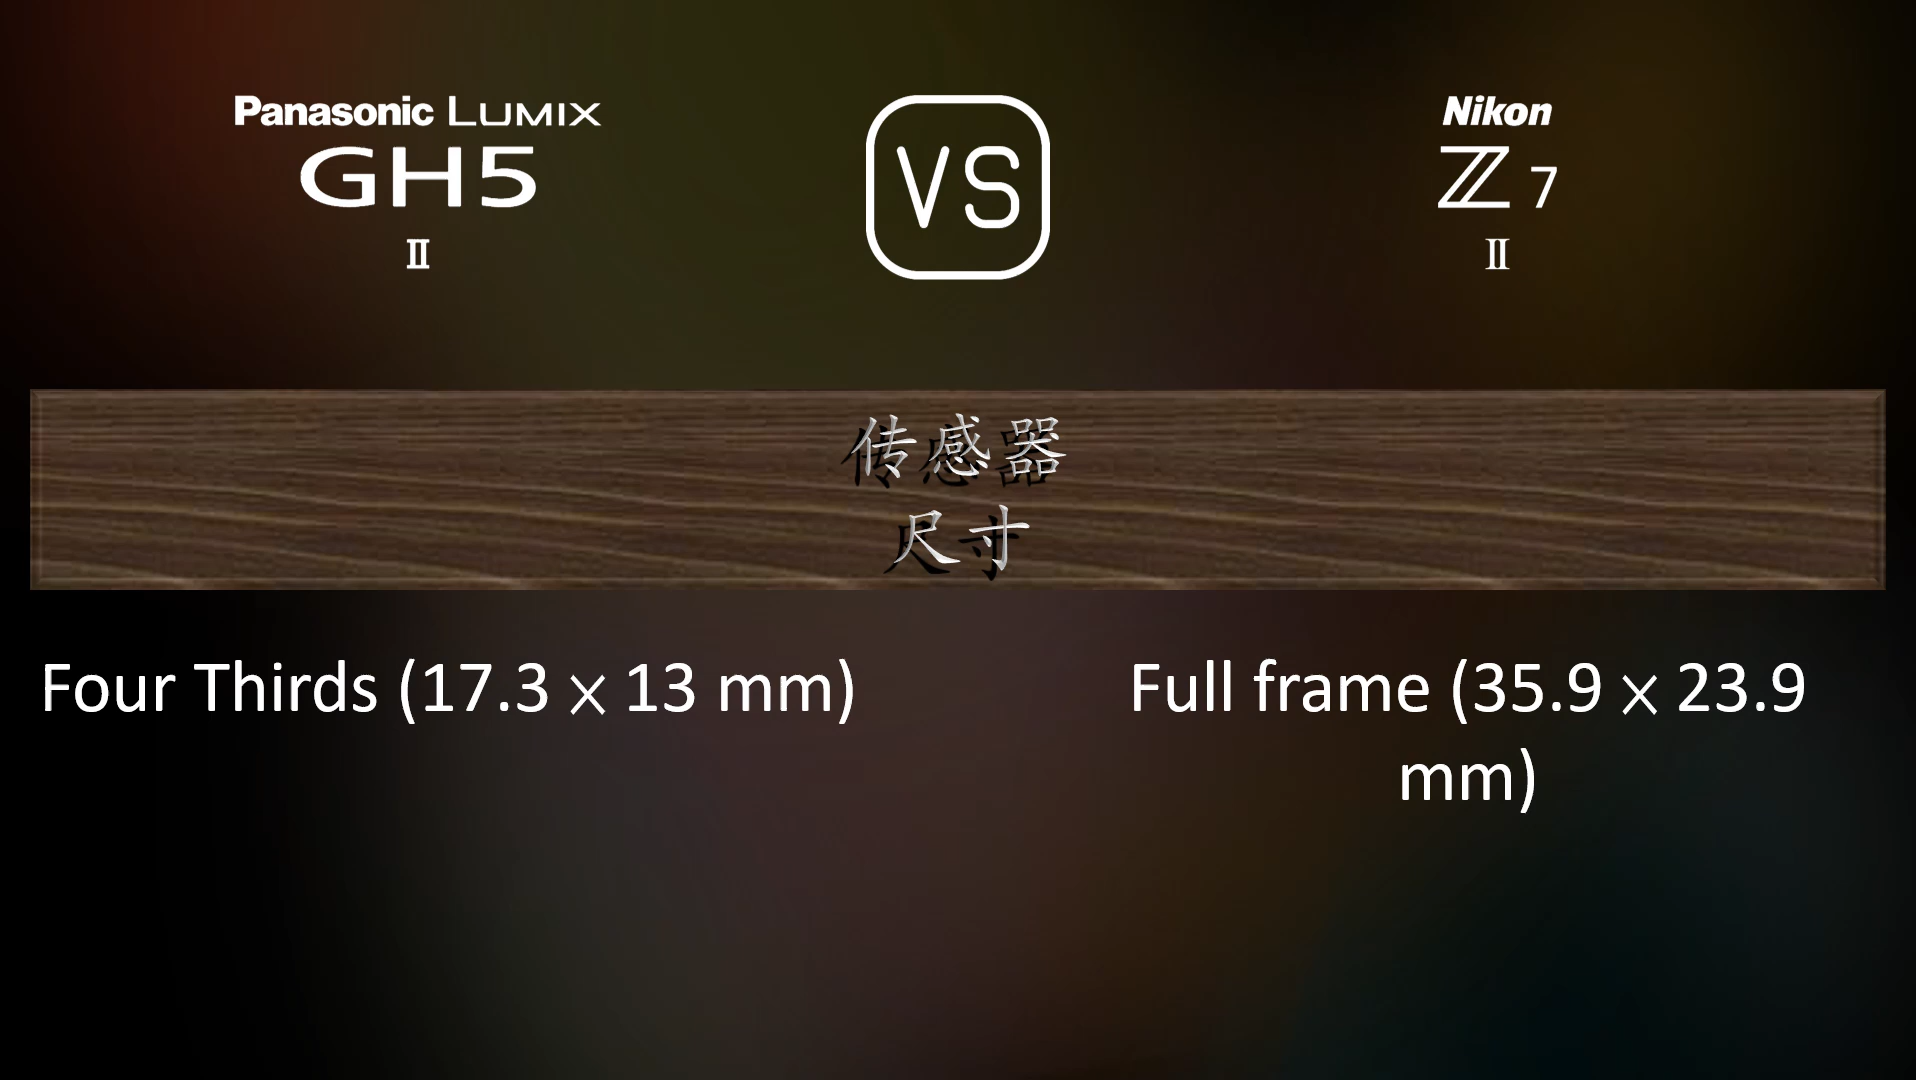 Panasonic LUMIX
GH5
II
VS
Nikon
Z 7
II
传感器
尺寸
Four Thirds (17.3 x 13 mm)
Full frame (35.9 x 23.9
mm)